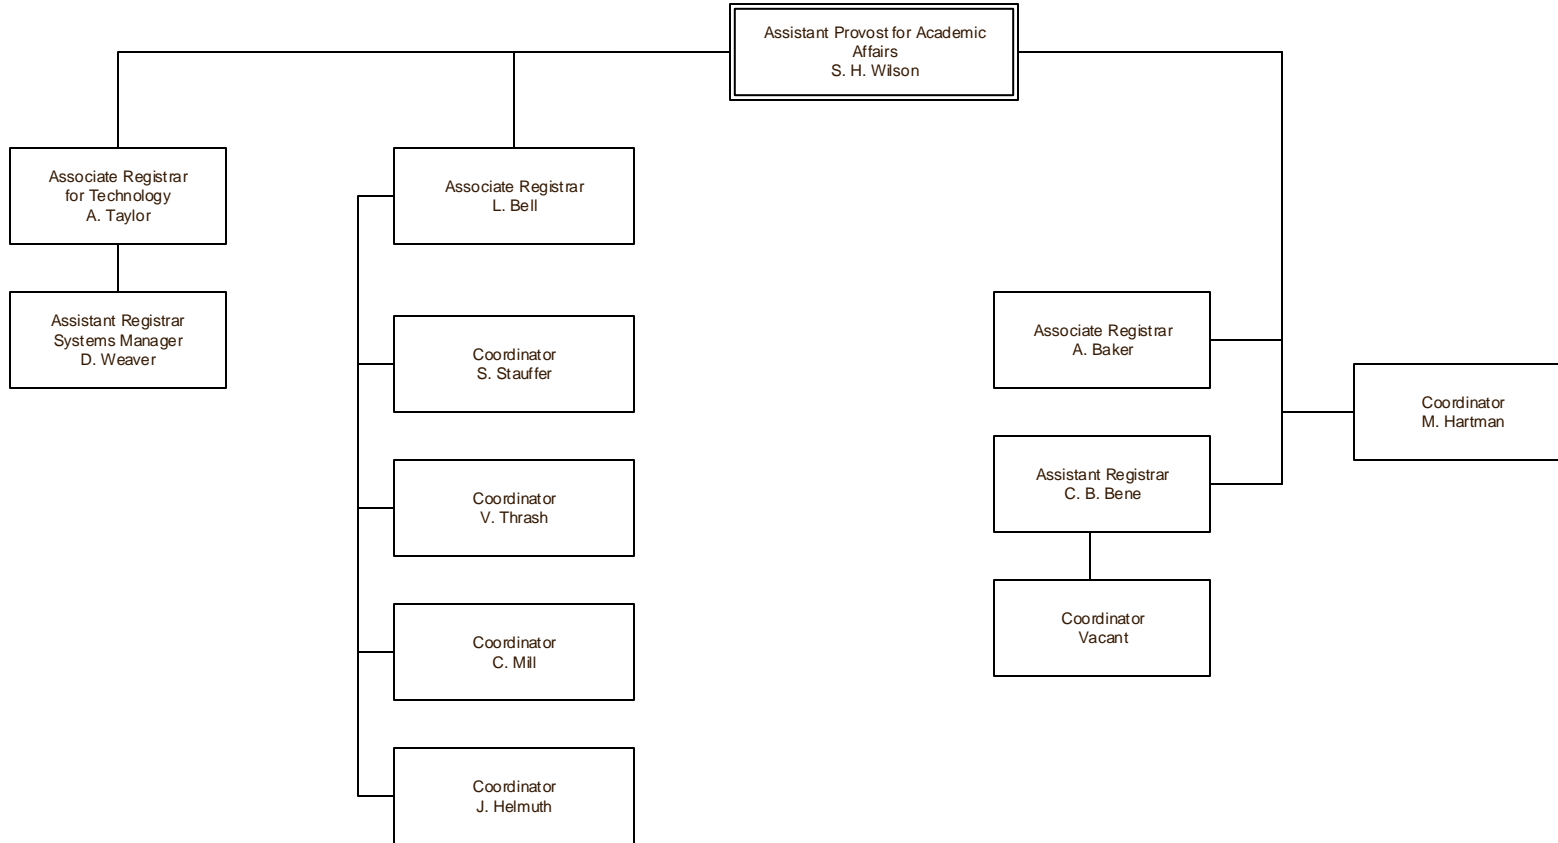 Assistant Provost for Academic
Affairs
S. H. Wilson
Associate Registrar
for Technology
A. Taylor
Associate Registrar
L. Bell
Assistant Registrar
Systems Manager
D. Weaver
Coordinator
S. Stauffer
Coordinator
V. Thrash
Coordinator
C. Mill
Coordinator
J. Helmuth
Associate Registrar
A. Baker
Assistant Registrar
C. B. Bene
Coordinator
Vacant
Coordinator
M. Hartman